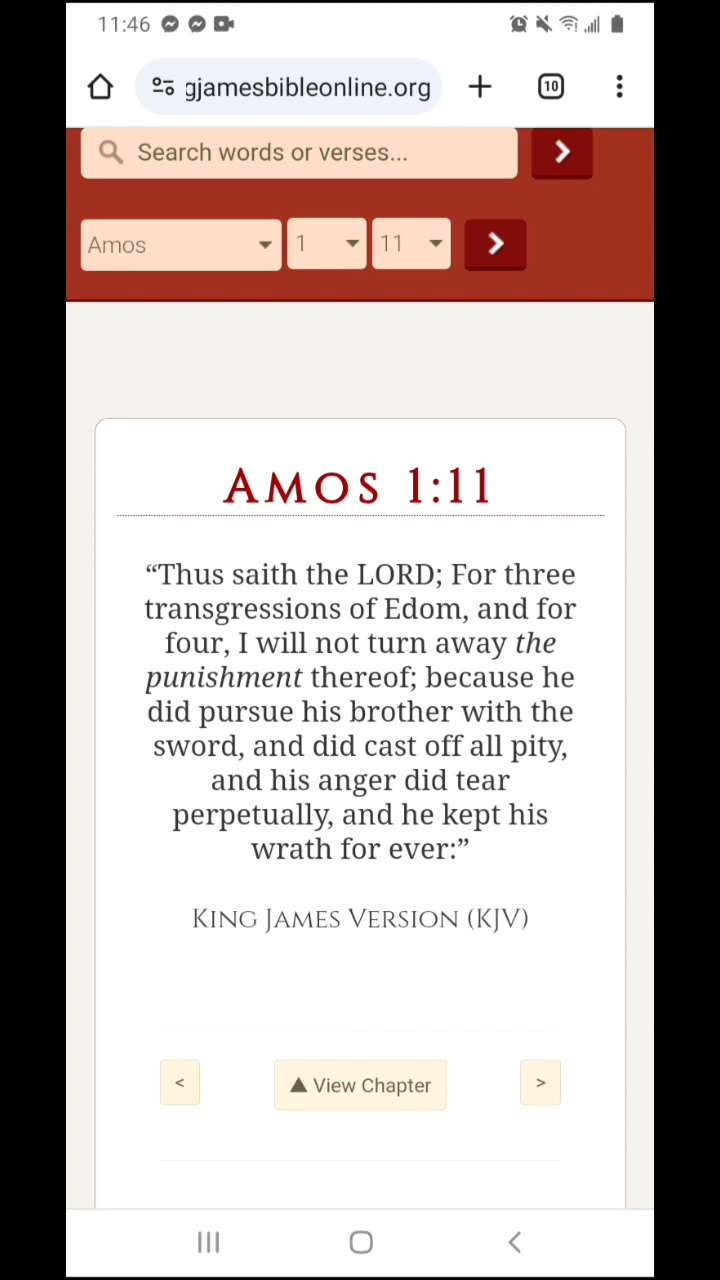 11:46
gjamesbibleonline.org
10
Search words or verses...
Amos 1 11
AMOS 1:11
“Thus saith the LORD; For three
transgressions of Edom, and for
four, I will not turn away the
punishment thereof; because he
did pursue his brother with the
sword, and did cast off all pity,
and his anger did tear
perpetually, and he kept his
wrath for ever:”
KING JAMES VERSION (KJV)
< ▲ View Chapter >